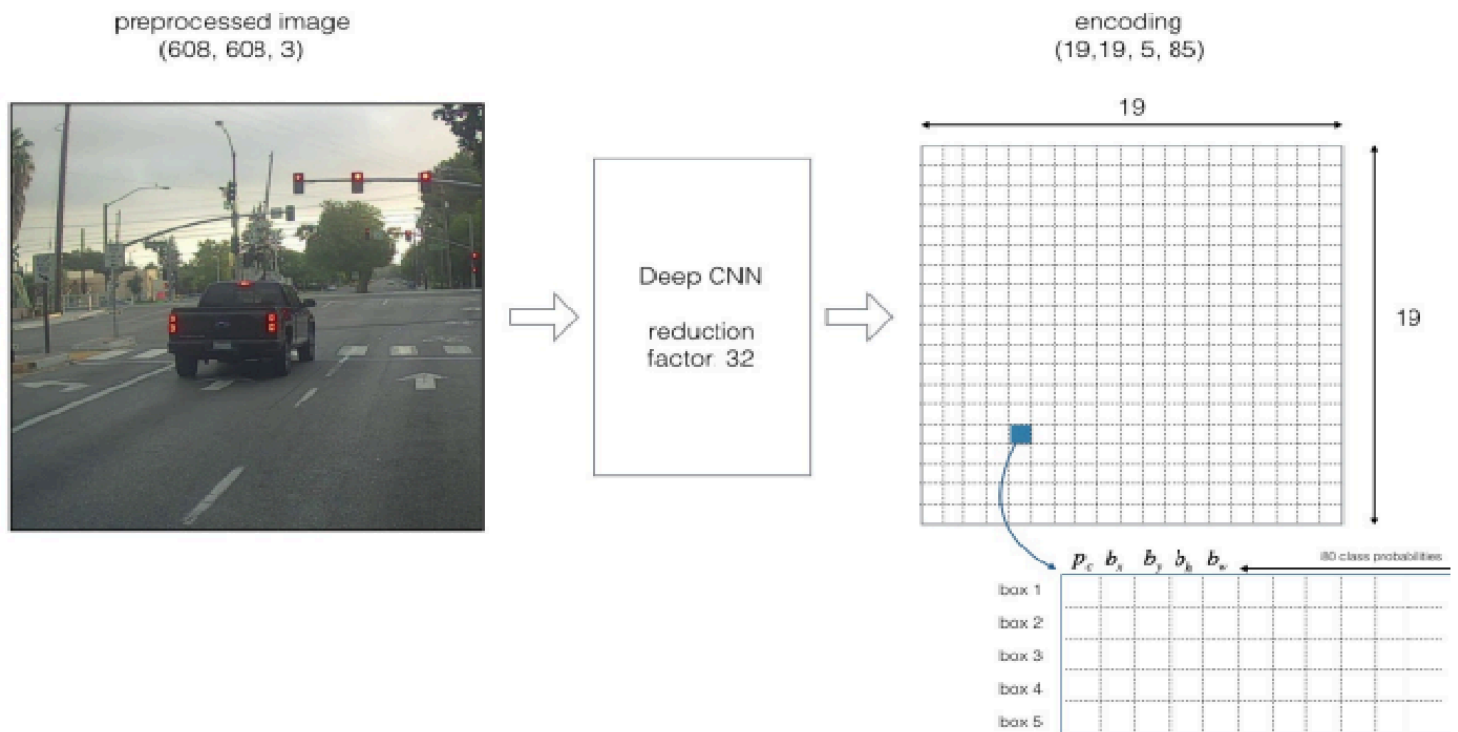 preprocessed image
(608, 608, 3)
encoding
(19,19, 5, 85)
19
Deep CNN
reduction
factor: 32
19
p_c b_x b_y b_h b_w
80 class probabilities
box 1
box 2
box 3
box 4
box 5